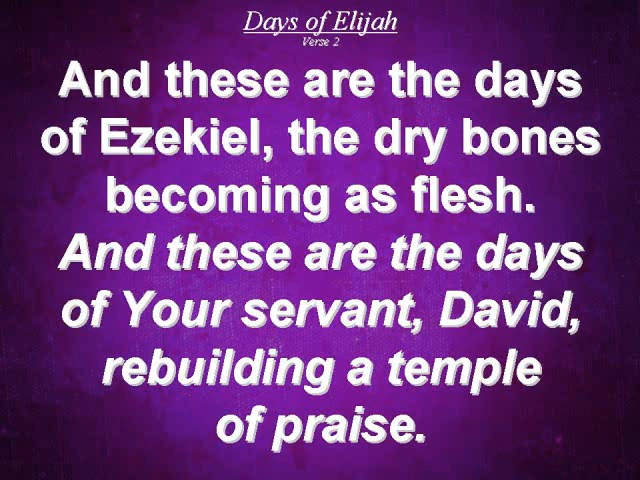 Days of Elijah
Verse 2
And these are the days
of Ezekiel, the dry bones
becoming as flesh.
And these are the days
of Your servant, David,
rebuilding a temple
of praise.